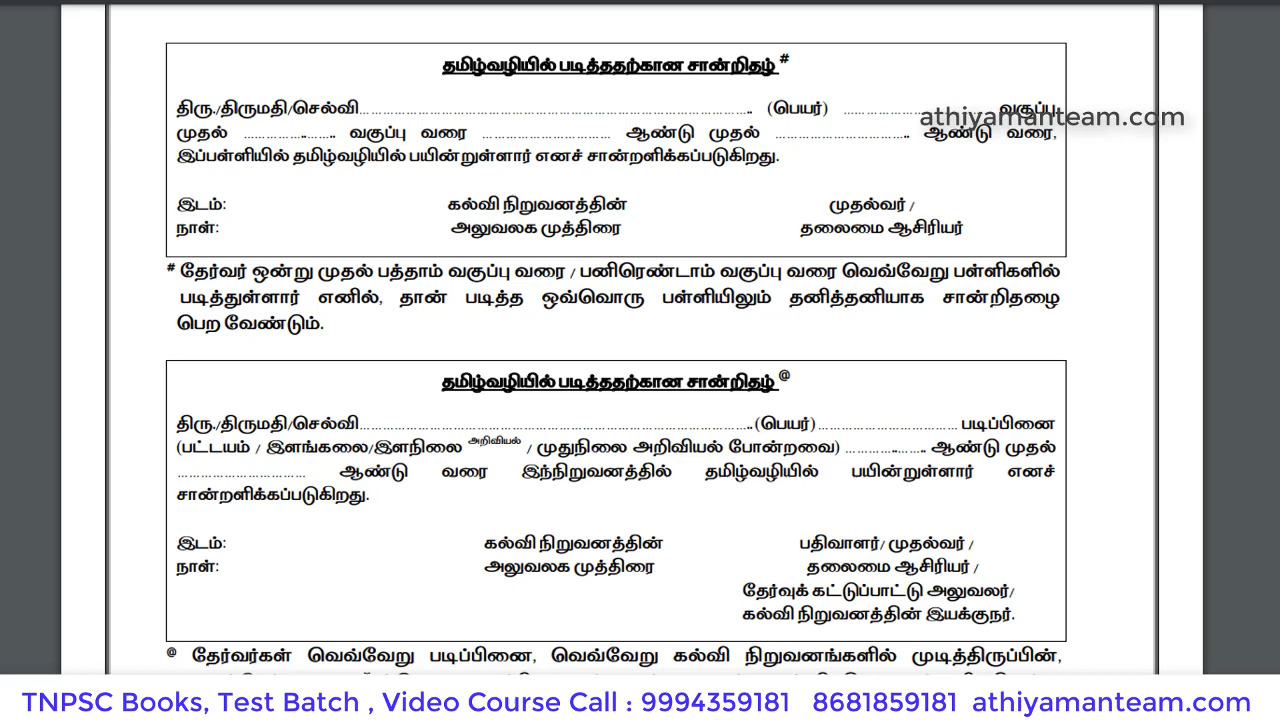 தமிழ்வழியில் படித்ததற்கான சான்றிதழ் #
திரு./திருமதி/செல்வி……………………………………………………………………………….. (பெயர்) …………………………… வகுப்பு
முதல் …………..…….. வகுப்பு வரை ………………………… ஆண்டு முதல் ………………………….. ஆண்டு வரை,
இப்பள்ளியில் தமிழ்வழியில் பயின்றுள்ளார் எனச் சான்றளிக்கப்படுகிறது.
athiyamanteam.com
இடம்: கல்வி நிறுவனத்தின் முதல்வர் /
நாள்: அலுவலக முத்திரை தலைமை ஆசிரியர்
# தேர்வர் ஒன்று முதல் பத்தாம் வகுப்பு வரை / பனிரெண்டாம் வகுப்பு வரை வெவ்வேறு பள்ளிகளில்
படித்துள்ளார் எனில், தான் படித்த ஒவ்வொரு பள்ளியிலும் தனித்தனியாக சான்றிதழை
பெற வேண்டும்.
தமிழ்வழியில் படித்ததற்கான சான்றிதழ் @
திரு./திருமதி/செல்வி……………………………………………………………………………….. (பெயர்)…………………………… படிப்பினை
(பட்டயம் / இளங்கலை/இளநிலை அறிவியல் / முதுநிலை அறிவியல் போன்றவை) …………..…….. ஆண்டு முதல்
………………………… ஆண்டு வரை இந்நிறுவனத்தில் தமிழ்வழியில் பயின்றுள்ளார் எனச்
சான்றளிக்கப்படுகிறது.
இடம்: கல்வி நிறுவனத்தின் பதிவாளர்/ முதல்வர் /
நாள்: அலுவலக முத்திரை தலைமை ஆசிரியர் /
தேர்வுக் கட்டுப்பாட்டு அலுவலர்/
கல்வி நிறுவனத்தின் இயக்குநர்.
@ தேர்வர்கள் வெவ்வேறு படிப்பினை, வெவ்வேறு கல்வி நிறுவனங்களில் முடித்திருப்பின்,
TNPSC Books, Test Batch , Video Course Call : 9994359181 8681859181 athiyamanteam.com